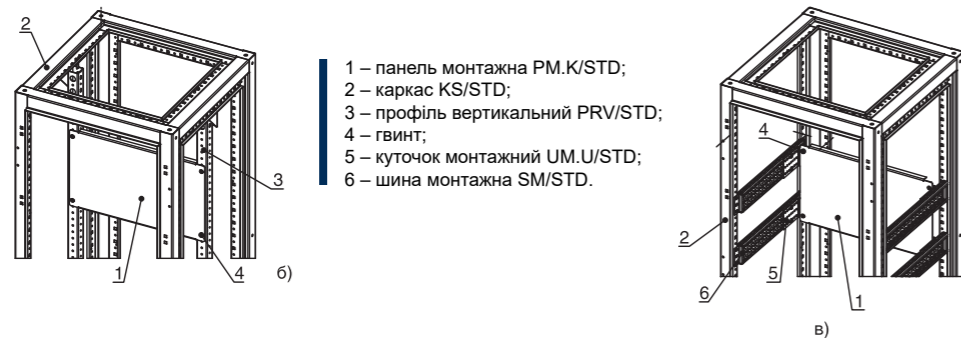 2
3
1
4
б)
1 – панель монтажна PM.K/STD;
2 – каркас KS/STD;
3 – профіль вертикальний PRV/STD;
4 – гвинт;
5 – куточок монтажний UM.U/STD;
6 – шина монтажна SM/STD.
4
2
5
6
1
в)